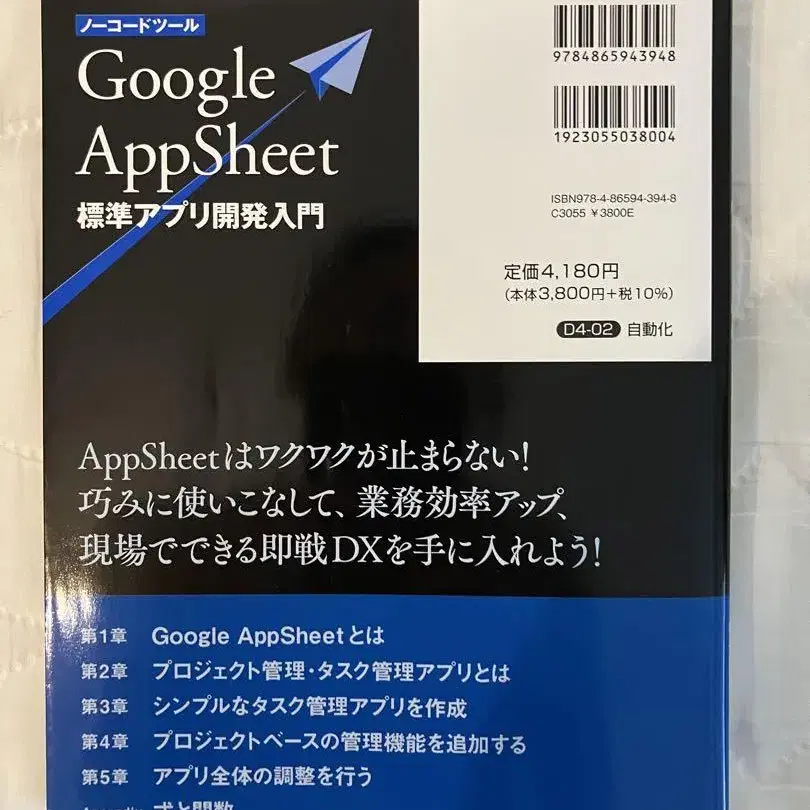 ノーコードツール
Google
AppSheet
標準アプリ開発入門
9784865943948
1923055038004
ISBN978-4-86594-394-8
C3055 ¥3800E
定価4,180円
(本体3,800円+税10%)
D4-02 自動化
AppSheetはワクワクが止まらない!
巧みに使いこなして、業務効率アップ、
現場でできる即戦DXを手に入れよう!
第1章 Google AppSheetとは
第2章 プロジェクト管理・タスク管理アプリとは
第3章 シンプルなタスク管理アプリを作成
第4章 プロジェクトベースの管理機能を追加する
第5章 アプリ全体の調整を行う
Appendix 式と関数